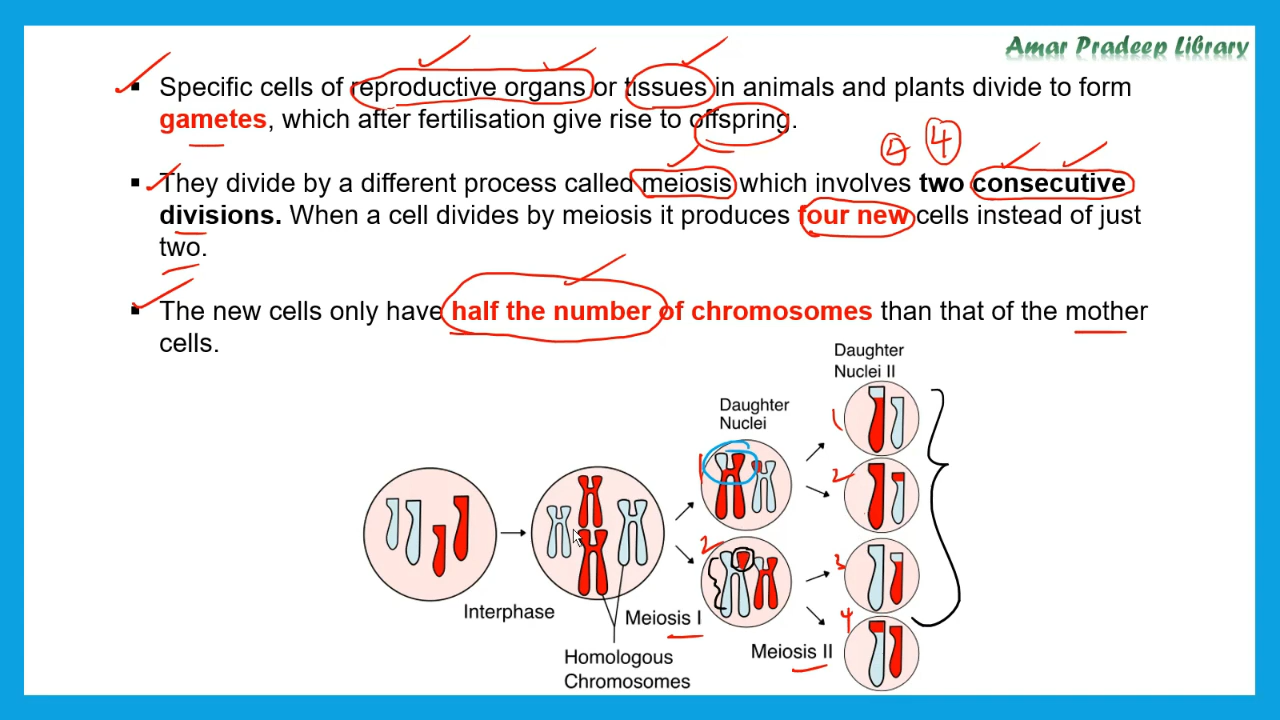 Amar Pradeep Library
▪ Specific cells of reproductive organs or tissues in animals and plants divide to form
gametes, which after fertilisation give rise to offspring.
4 4
▪ They divide by a different process called meiosis which involves two consecutive
divisions. When a cell divides by meiosis it produces four new cells instead of just
two.
▪ The new cells only have half the number of chromosomes than that of the mother
cells.
Daughter
Nuclei II
Daughter
Nuclei
1
1
2
2
3
4
Interphase
Meiosis I
Meiosis II
Homologous
Chromosomes